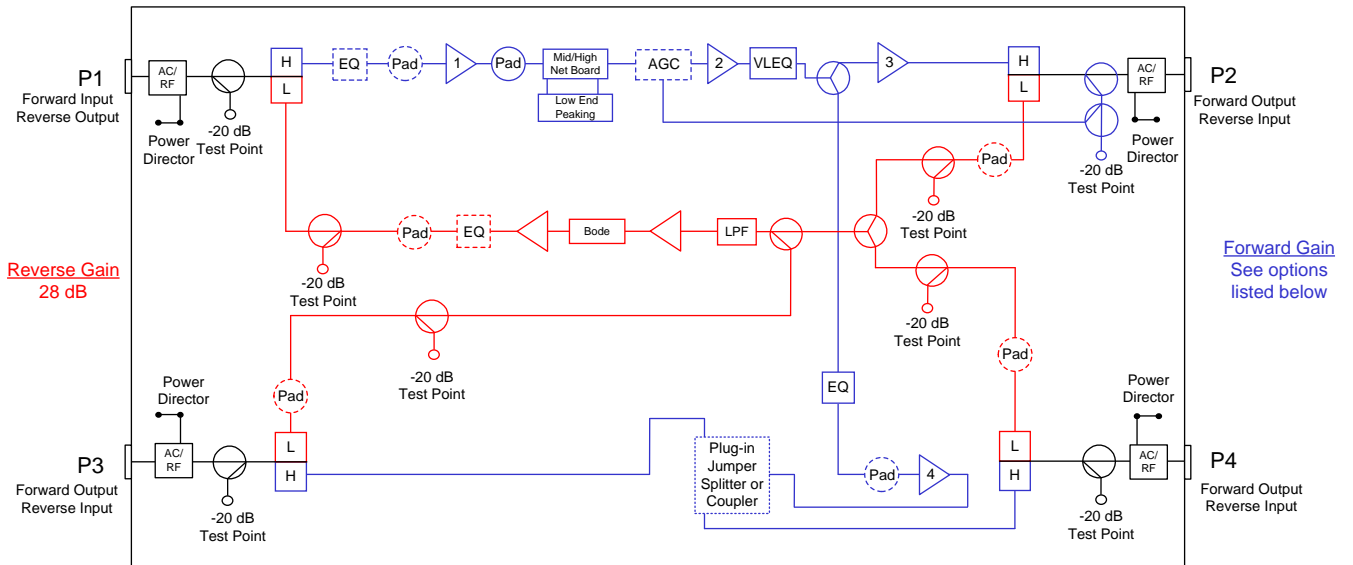 P1
Forward Input
Reverse Output
AC/
RF
Power
Director
-20 dB
Test Point
H
L
EQ
Pad
1
Pad
Mid/High
Net Board
Low End
Peaking
AGC
2
VLEQ
3
H
L
AC/
RF
P2
Forward Output
Reverse Input
Power
Director
-20 dB
Test Point
Pad
-20 dB
Test Point
Pad
EQ
Bode
LPF
-20 dB
Test Point
-20 dB
Test Point
Reverse Gain
28 dB
Forward Gain
See options
listed below
-20 dB
Test Point
Pad
Pad
EQ
Power
Director
P3
Forward Output
Reverse Input
AC/
RF
-20 dB
Test Point
L
H
Plug-in
Jumper
Splitter or
Coupler
Pad
4
L
H
-20 dB
Test Point
Power
Director
AC/
RF
P4
Forward Output
Reverse Input